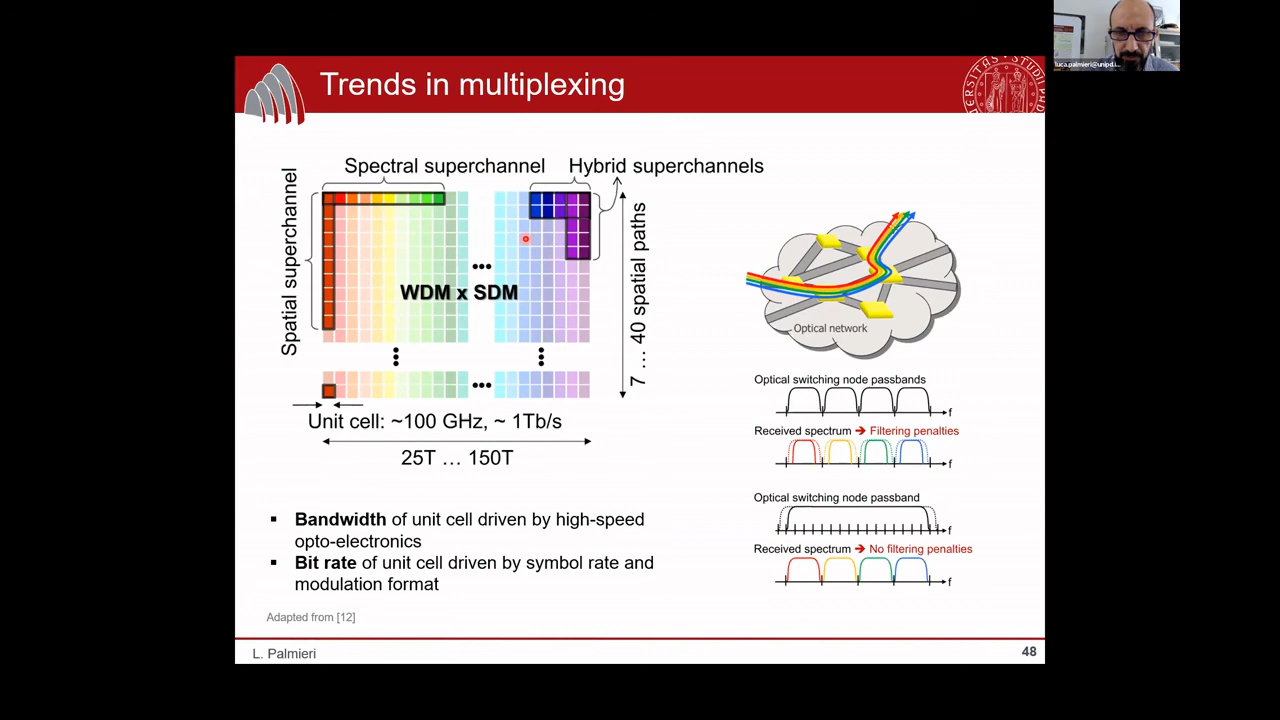 luca.palmieri@unipd.i...
Trends in multiplexing
Spectral superchannel
Hybrid superchannels
Spatial superchannel
WDM x SDM
7 … 40 spatial paths
Unit cell: ~100 GHz, ~ 1Tb/s
25T … 150T
▪ Bandwidth of unit cell driven by high-speed
opto-electronics
▪ Bit rate of unit cell driven by symbol rate and
modulation format
Adapted from [12]
Optical network
Optical switching node passbands
f
Received spectrum ➔ Filtering penalties
f
Optical switching node passband
f
Received spectrum ➔ No filtering penalties
f
L. Palmieri
48